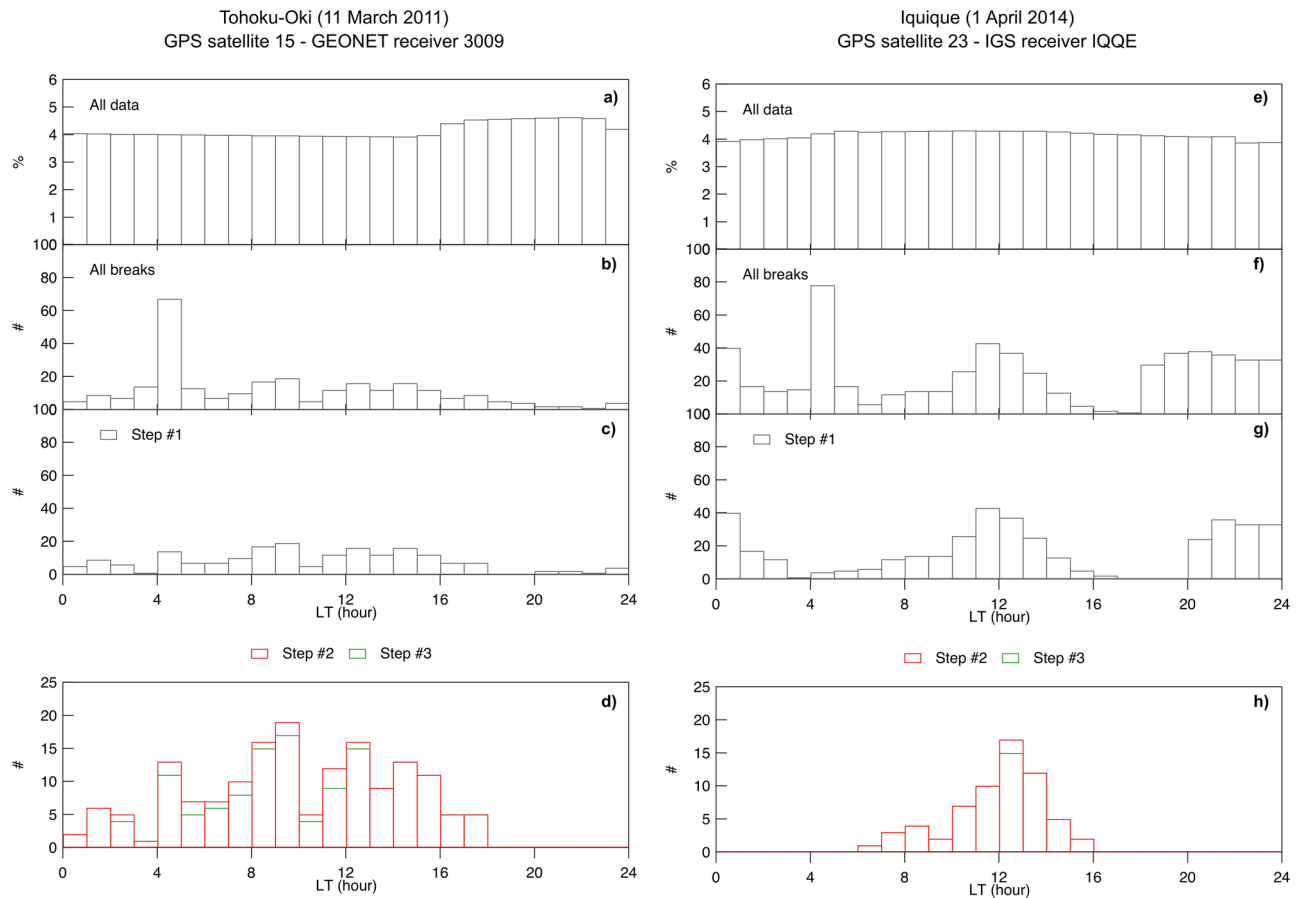 Tohoku-Oki (11 March 2011)
GPS satellite 15 - GEONET receiver 3009
6
5
4
3
2
1
0
%
All data
a)
100
80
60
40
20
0
#
All breaks
b)
100
80
60
40
20
0
#
Step #1
c)
0 4 8 12 16 20 24
LT (hour)
Step #2 Step #3
25
20
15
10
5
0
#
d)
0 4 8 12 16 20 24
LT (hour)
Iquique (1 April 2014)
GPS satellite 23 - IGS receiver IQQE
6
5
4
3
2
1
0
%
All data
e)
100
80
60
40
20
0
#
All breaks
f)
100
80
60
40
20
0
#
Step #1
g)
0 4 8 12 16 20 24
LT (hour)
Step #2 Step #3
25
20
15
10
5
0
#
h)
0 4 8 12 16 20 24
LT (hour)